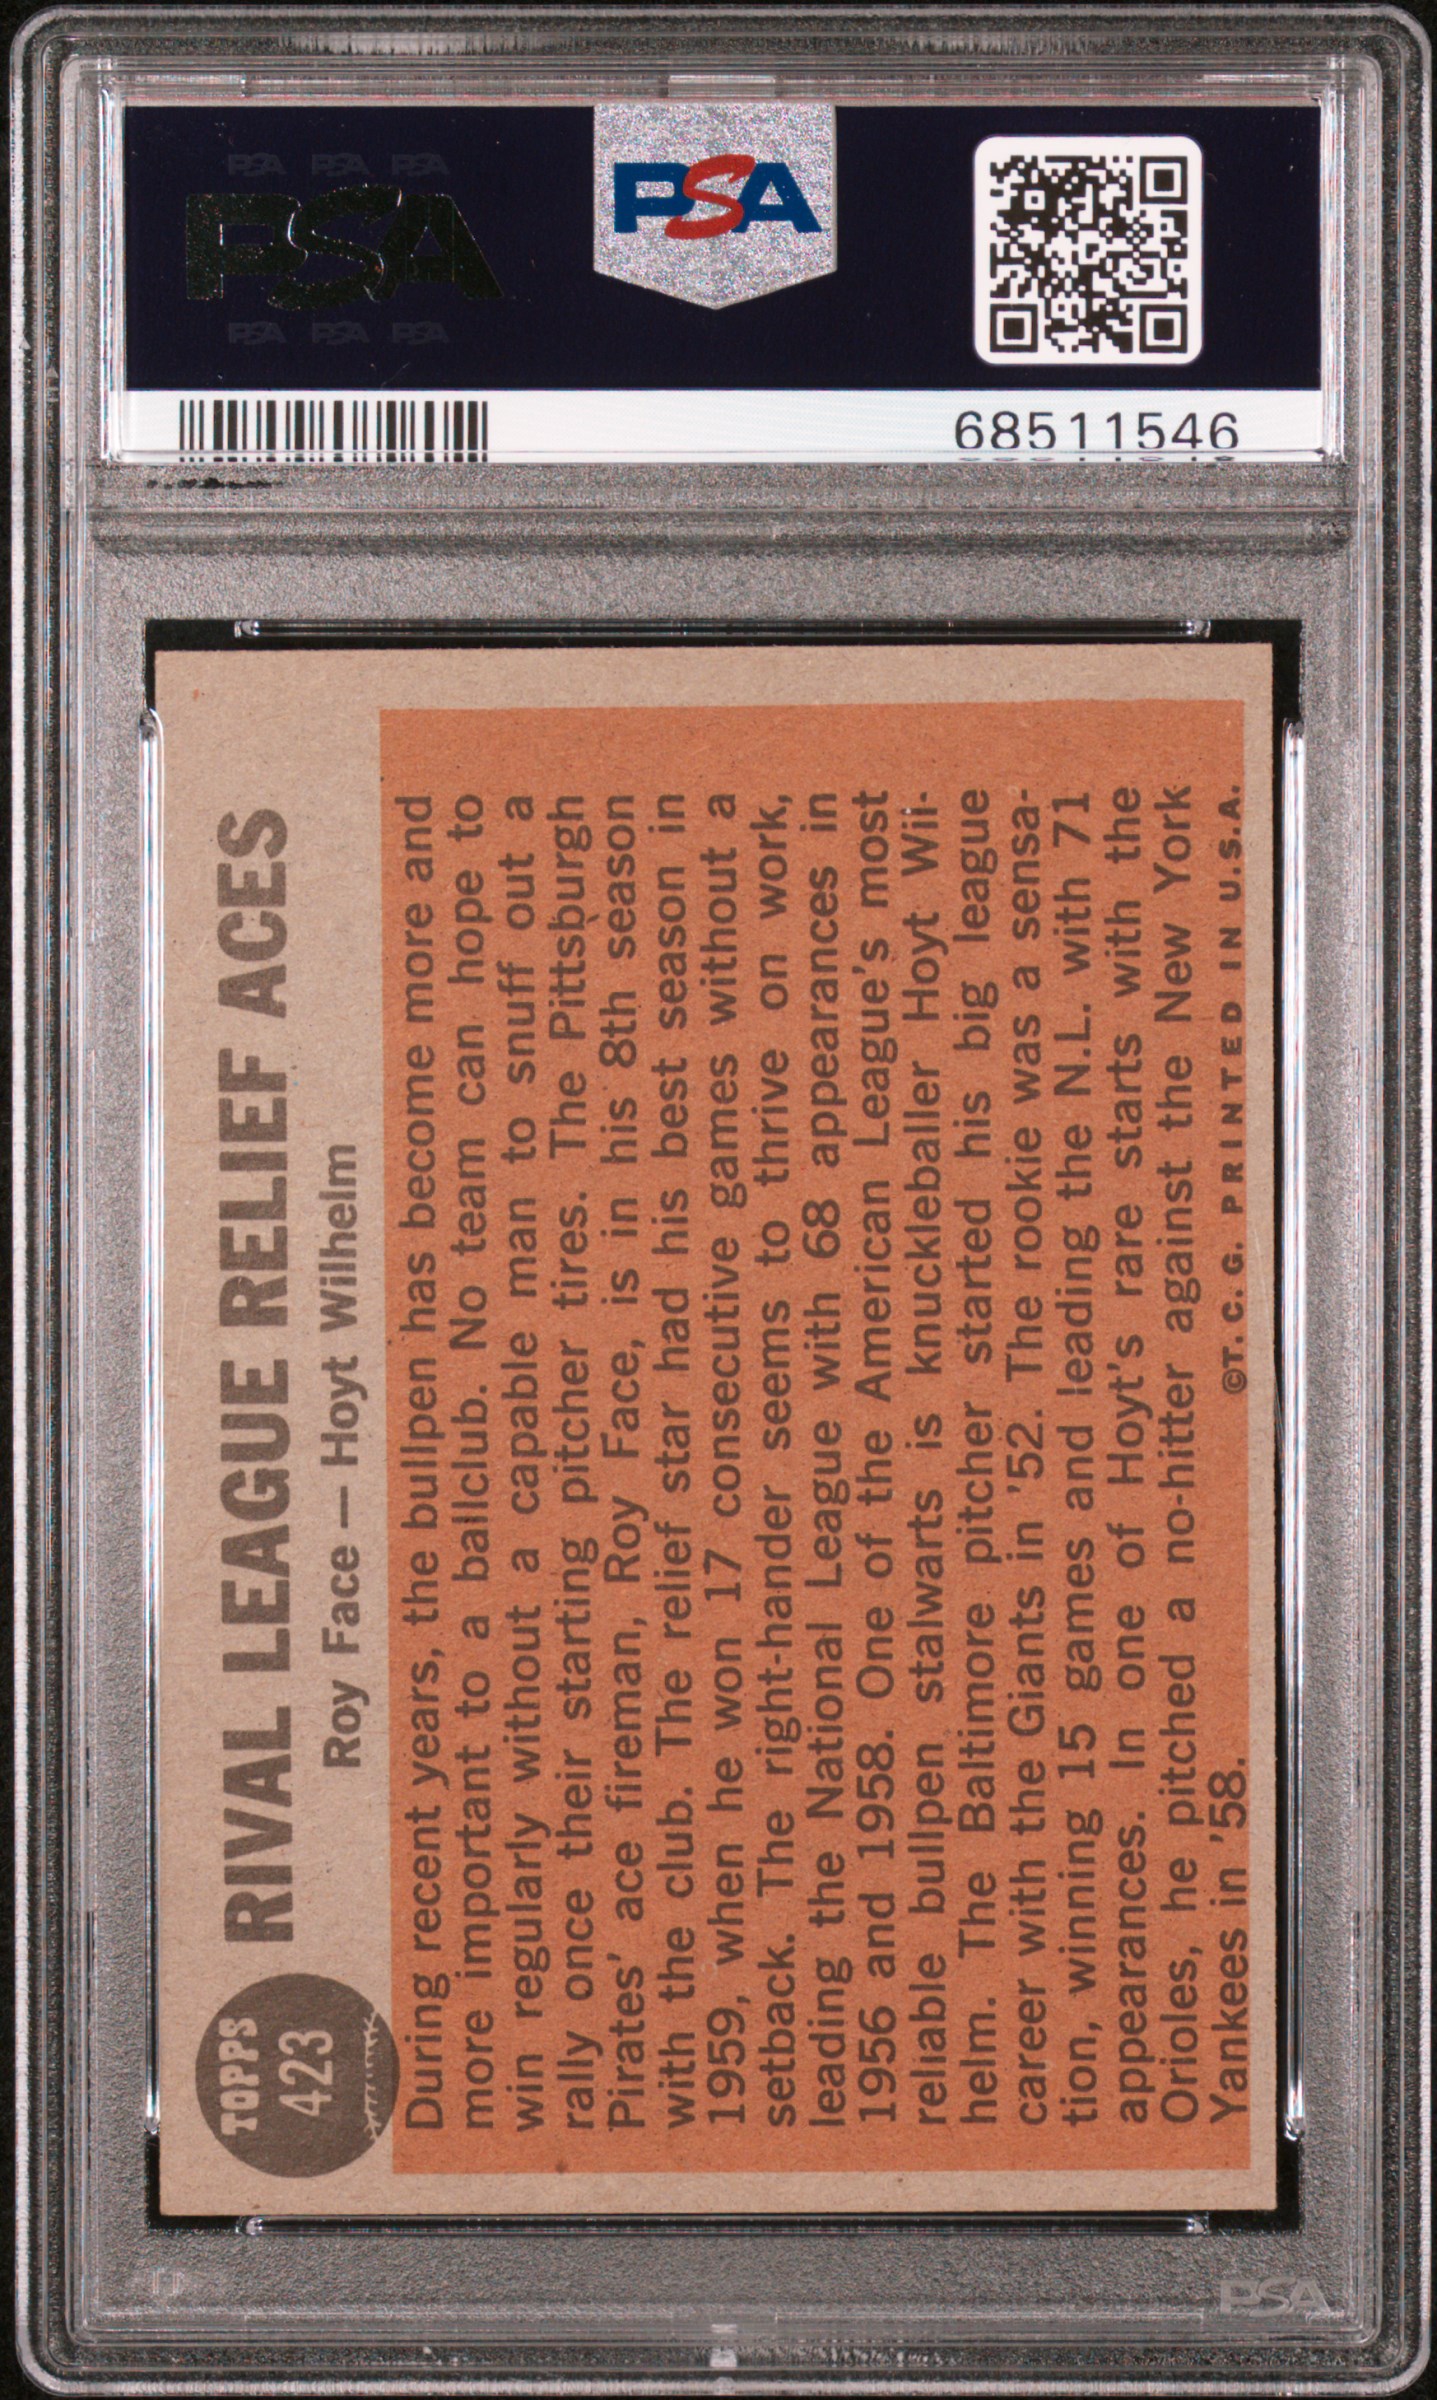 PSA PSA PSA
PSA
PSA PSA PSA
PSA
68511546
TOPPS
423
RIVAL LEAGUE RELIEF ACES
Roy Face — Hoyt Wilhelm
During recent years, the bullpen has become more and
more important to a ballclub. No team can hope to
win regularly without a capable man to snuff out a
rally once their starting pitcher tires. The Pittsburgh
Pirates' ace fireman, Roy Face, is in his 8th season
with the club. The relief star had his best season in
1959, when he won 17 consecutive games without a
setback. The right-hander seems to thrive on work,
leading the National League with 68 appearances in
1956 and 1958. One of the American League's most
reliable bullpen stalwarts is knuckleballer Hoyt Wil-
helm. The Baltimore pitcher started his big league
career with the Giants in '52. The rookie was a sensa-
tion, winning 15 games and leading the N.L. with 71
appearances. In one of Hoyt's rare starts with the
Orioles, he pitched a no-hitter against the New York
Yankees in '58.
©T. C. G. PRINTED IN U.S.A.
PSA